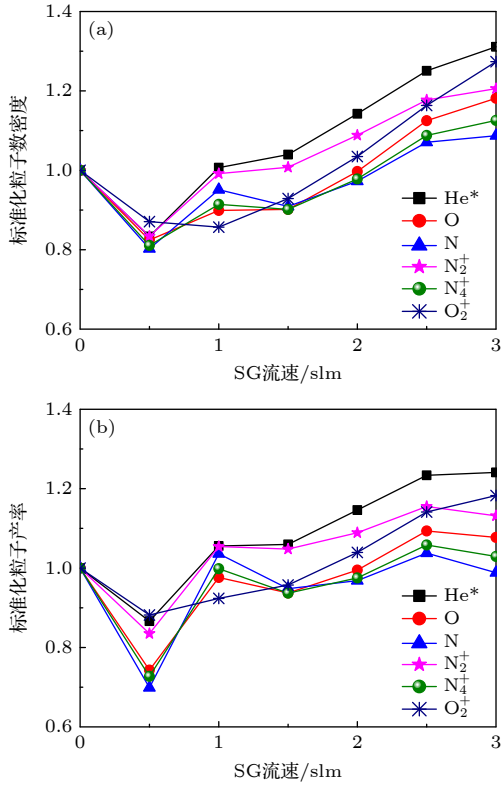 (a)
标准化粒子数密度
1.4
1.2
1.0
0.8
0.6
He*
O
N
N₂⁺
N₄⁺
O₂⁺
0 1 2 3
SG流速/slm
(b)
标准化粒子产率
1.4
1.2
1.0
0.8
0.6
He*
O
N
N₂⁺
N₄⁺
O₂⁺
0 1 2 3
SG流速/slm